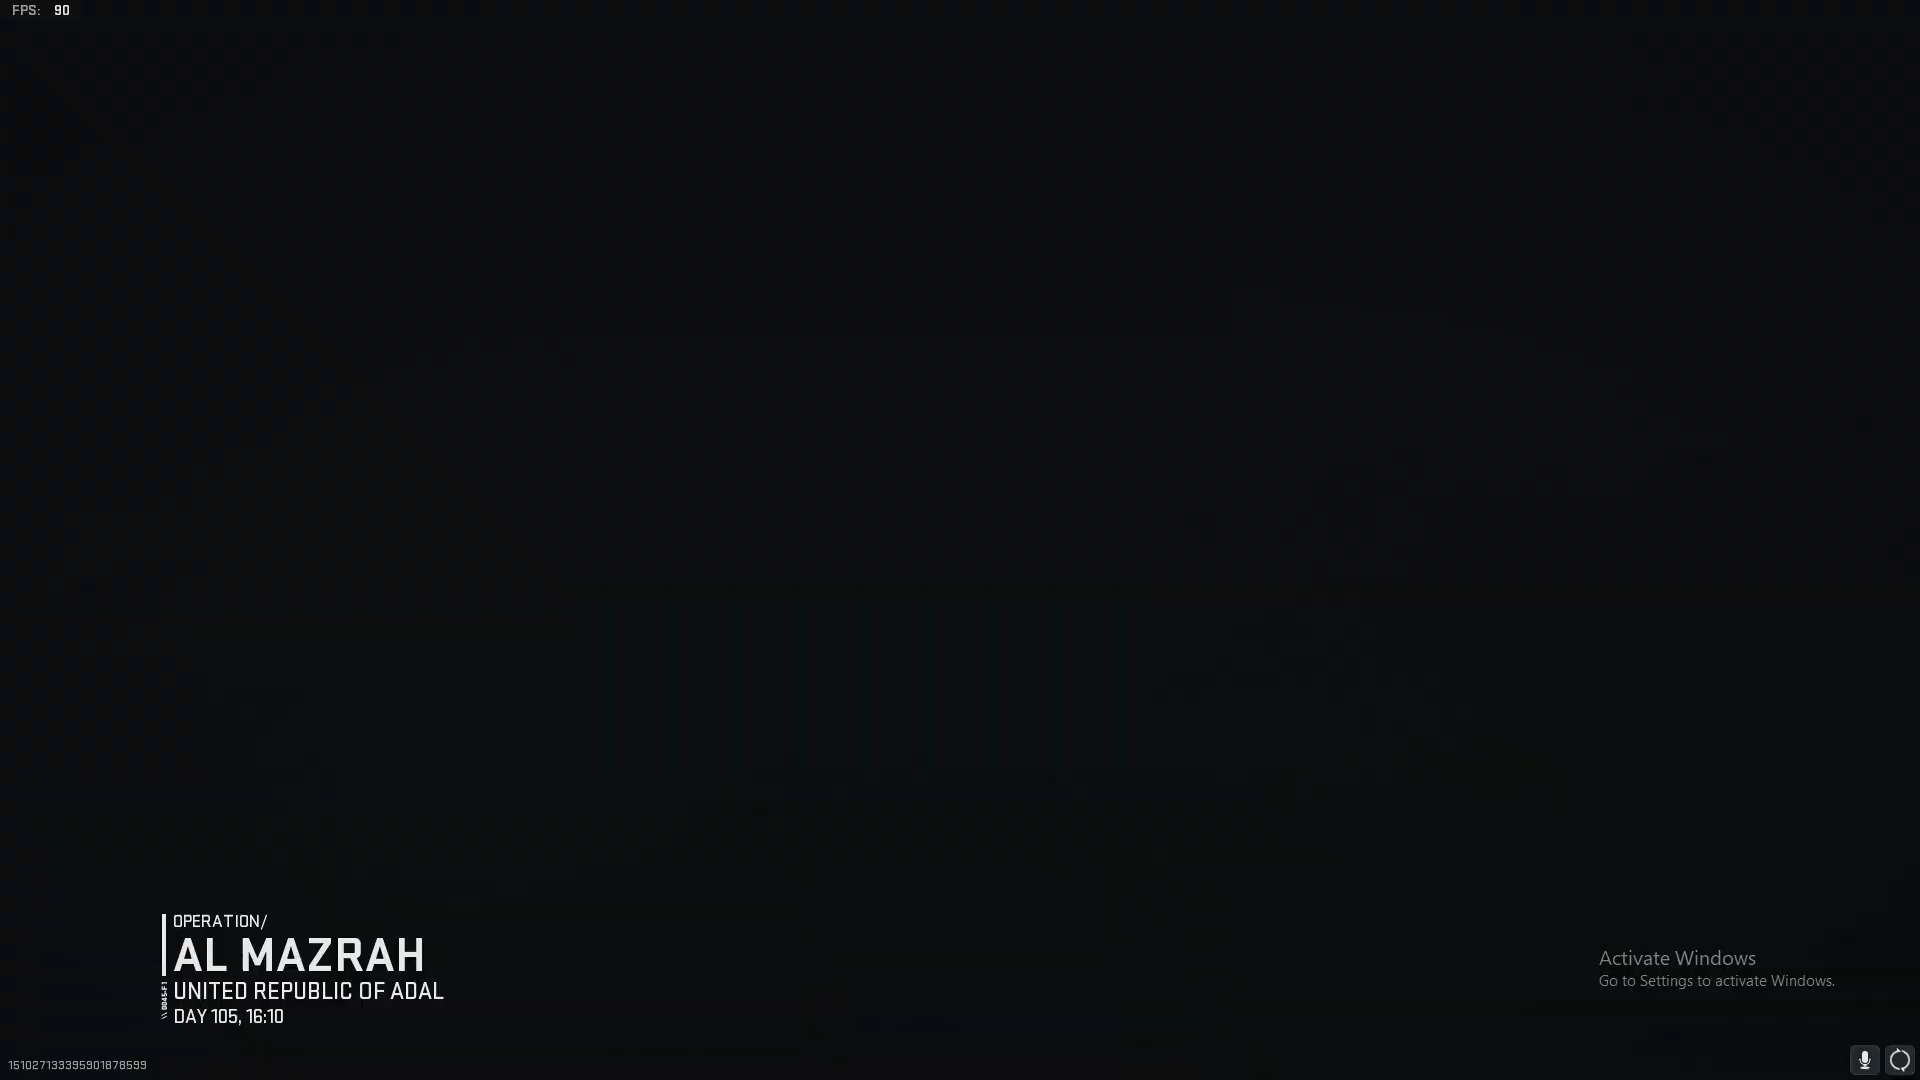 FPS: 90
OPERATION/
AL MAZRAH
UNITED REPUBLIC OF ADAL
DAY 105, 16:10
Activate Windows
Go to Settings to activate Windows.
151027133395901878599